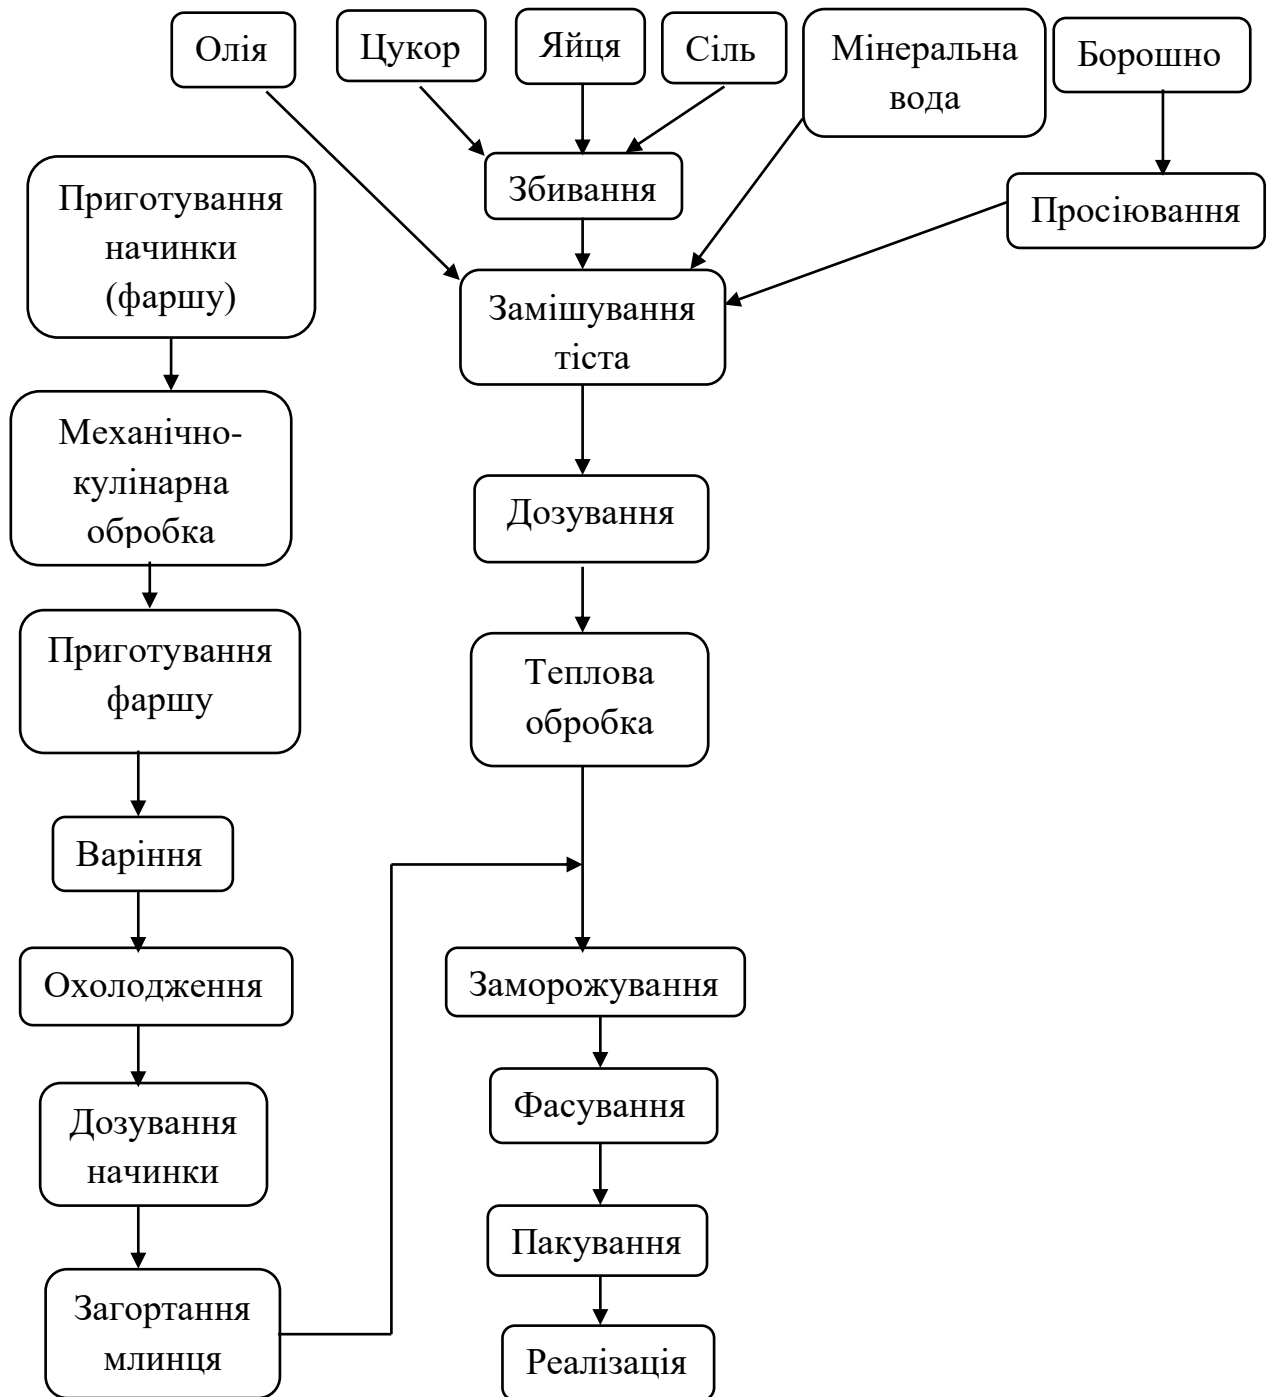 Олія
Цукор
Яйця
Сіль
Мінеральна
вода
Борошно
Збивання
Просіювання
Приготування
начинки
(фаршу)
Замішування
тіста
Механічно-
кулінарна
обробка
Дозування
Приготування
фаршу
Теплова
обробка
Варіння
Охолодження
Заморожування
Дозування
начинки
Фасування
Пакування
Загортання
млинця
Реалізація